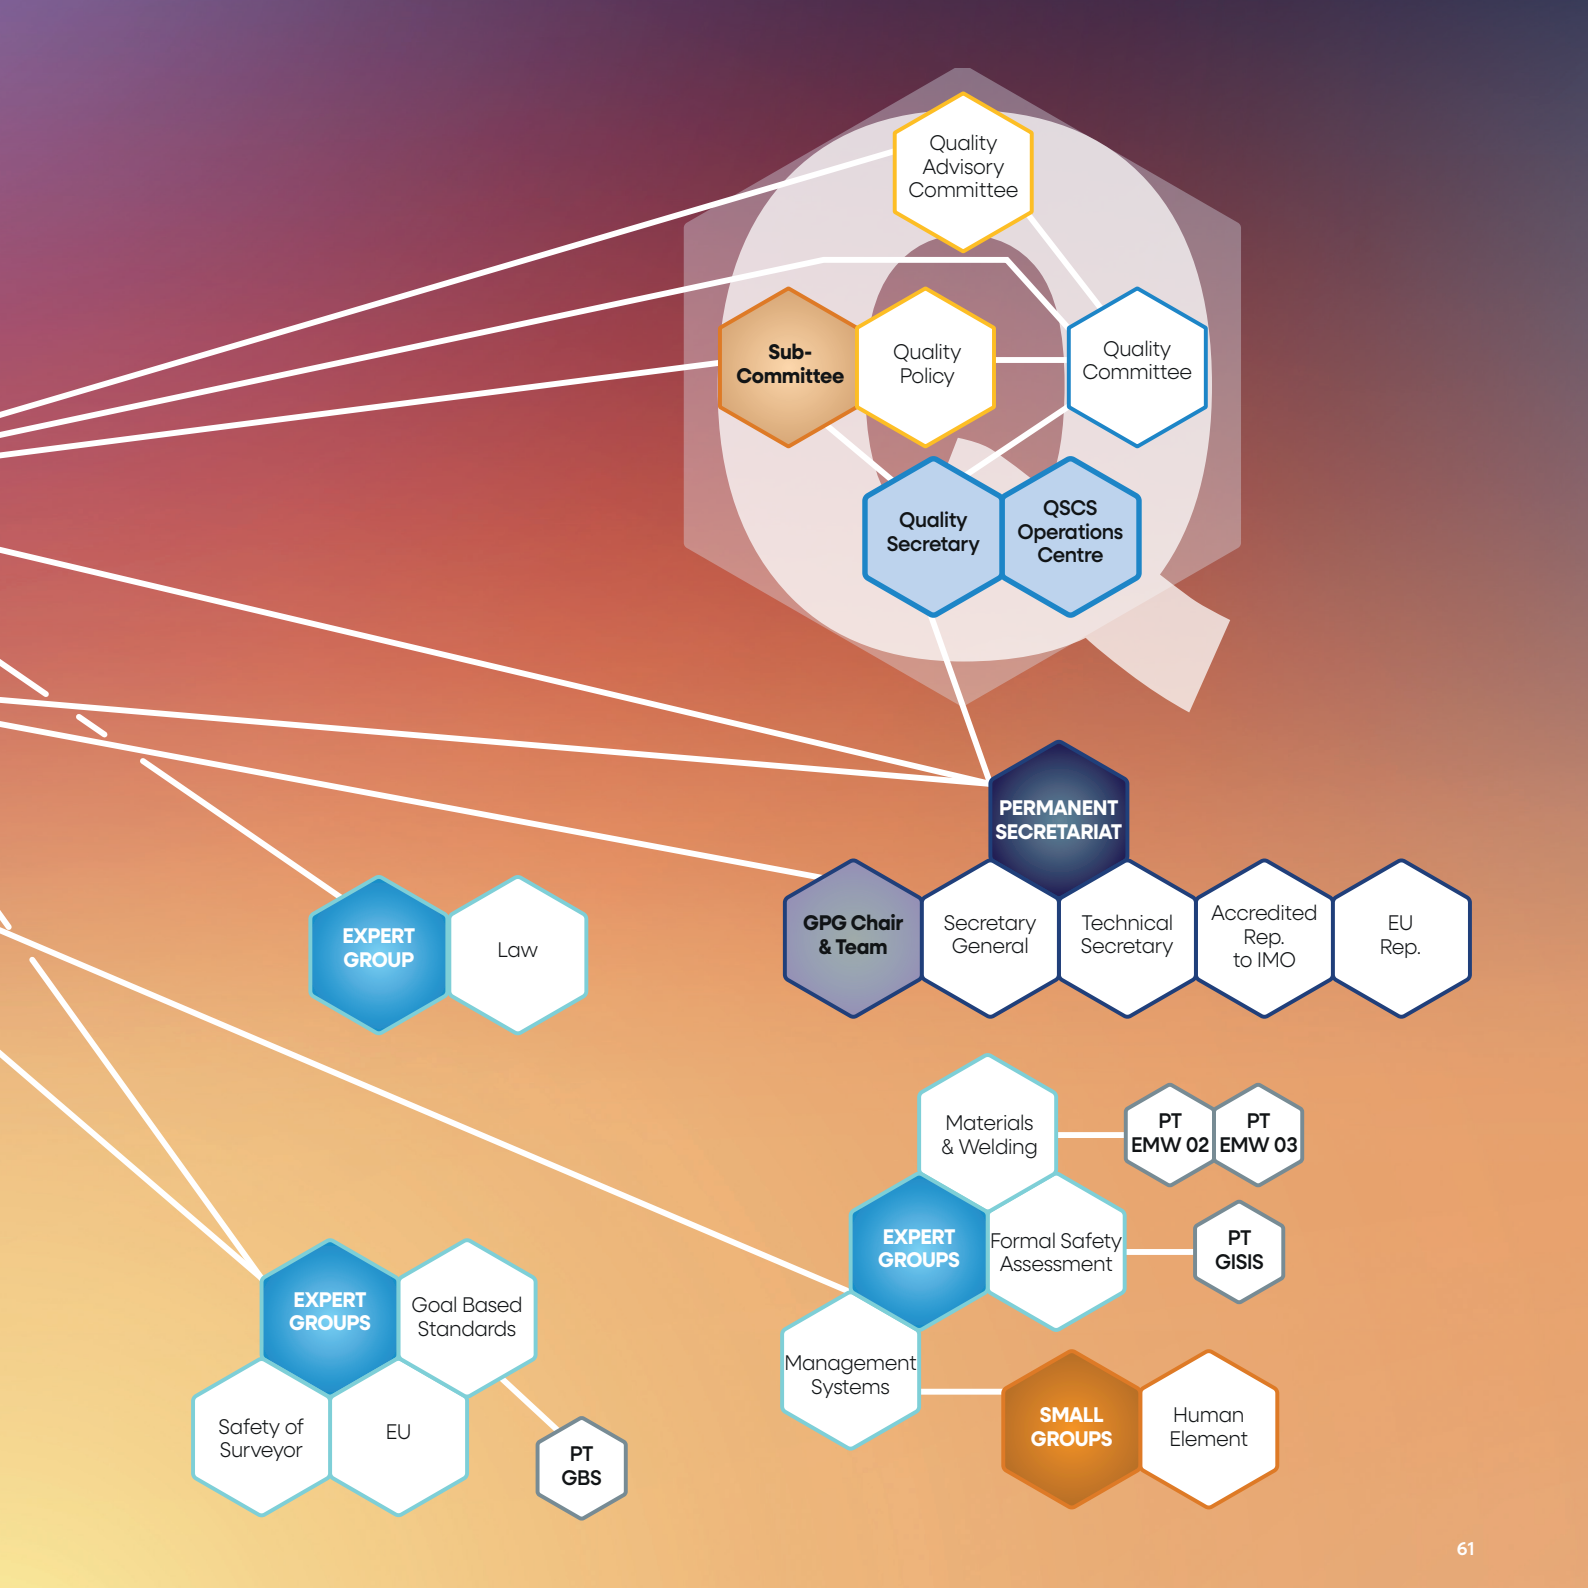 Quality
Advisory
Committee
Sub-
Committee
Quality
Policy
Quality
Committee
Quality
Secretary
QSCS
Operations
Centre
PERMANENT
SECRETARIAT
GPG Chair
& Team
Secretary
General
Technical
Secretary
Accredited
Rep.
to IMO
EU
Rep.
EXPERT
GROUP
Law
Materials
& Welding
PT
EMW 02
PT
EMW 03
EXPERT
GROUPS
Formal Safety
Assessment
PT
GISIS
Management
Systems
SMALL
GROUPS
Human
Element
EXPERT
GROUPS
Goal Based
Standards
Safety of
Surveyor
EU
PT
GBS
61